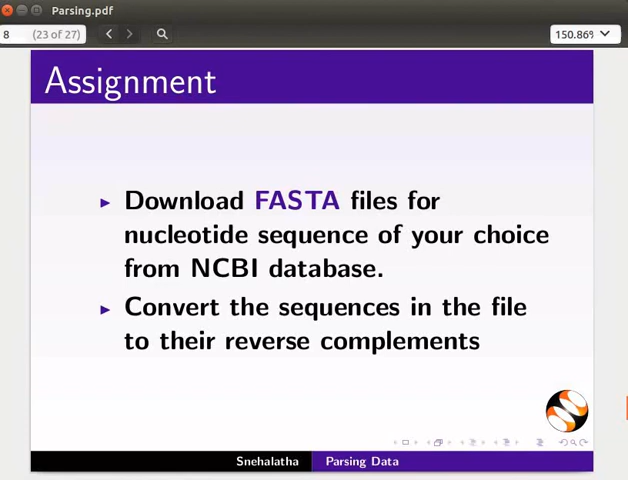 Parsing.pdf
8 (23 of 27) 150.86%
Assignment
Download FASTA files for
nucleotide sequence of your choice
from NCBI database.
Convert the sequences in the file
to their reverse complements
Snehalatha Parsing Data